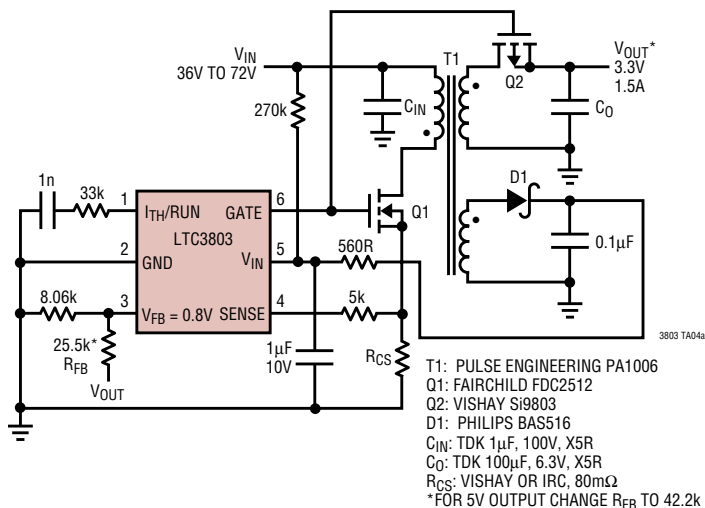 VIN
36V TO 72V
T1
VOUT*
3.3V
1.5A
Q2
270k
CIN
CO
1n
33k
D1
1
ITH/RUN
GATE
6
Q1
LTC3803
0.1µF
2
GND
VIN
5
560R
8.06k
3
VFB = 0.8V
SENSE
4
5k
3803 TA04a
25.5k*
RFB
1µF
10V
RCS
VOUT
T1: PULSE ENGINEERING PA1006
Q1: FAIRCHILD FDC2512
Q2: VISHAY Si9803
D1: PHILIPS BAS516
CIN: TDK 1µF, 100V, X5R
CO: TDK 100µF, 6.3V, X5R
RCS: VISHAY OR IRC, 80mΩ
*FOR 5V OUTPUT CHANGE RFB TO 42.2k